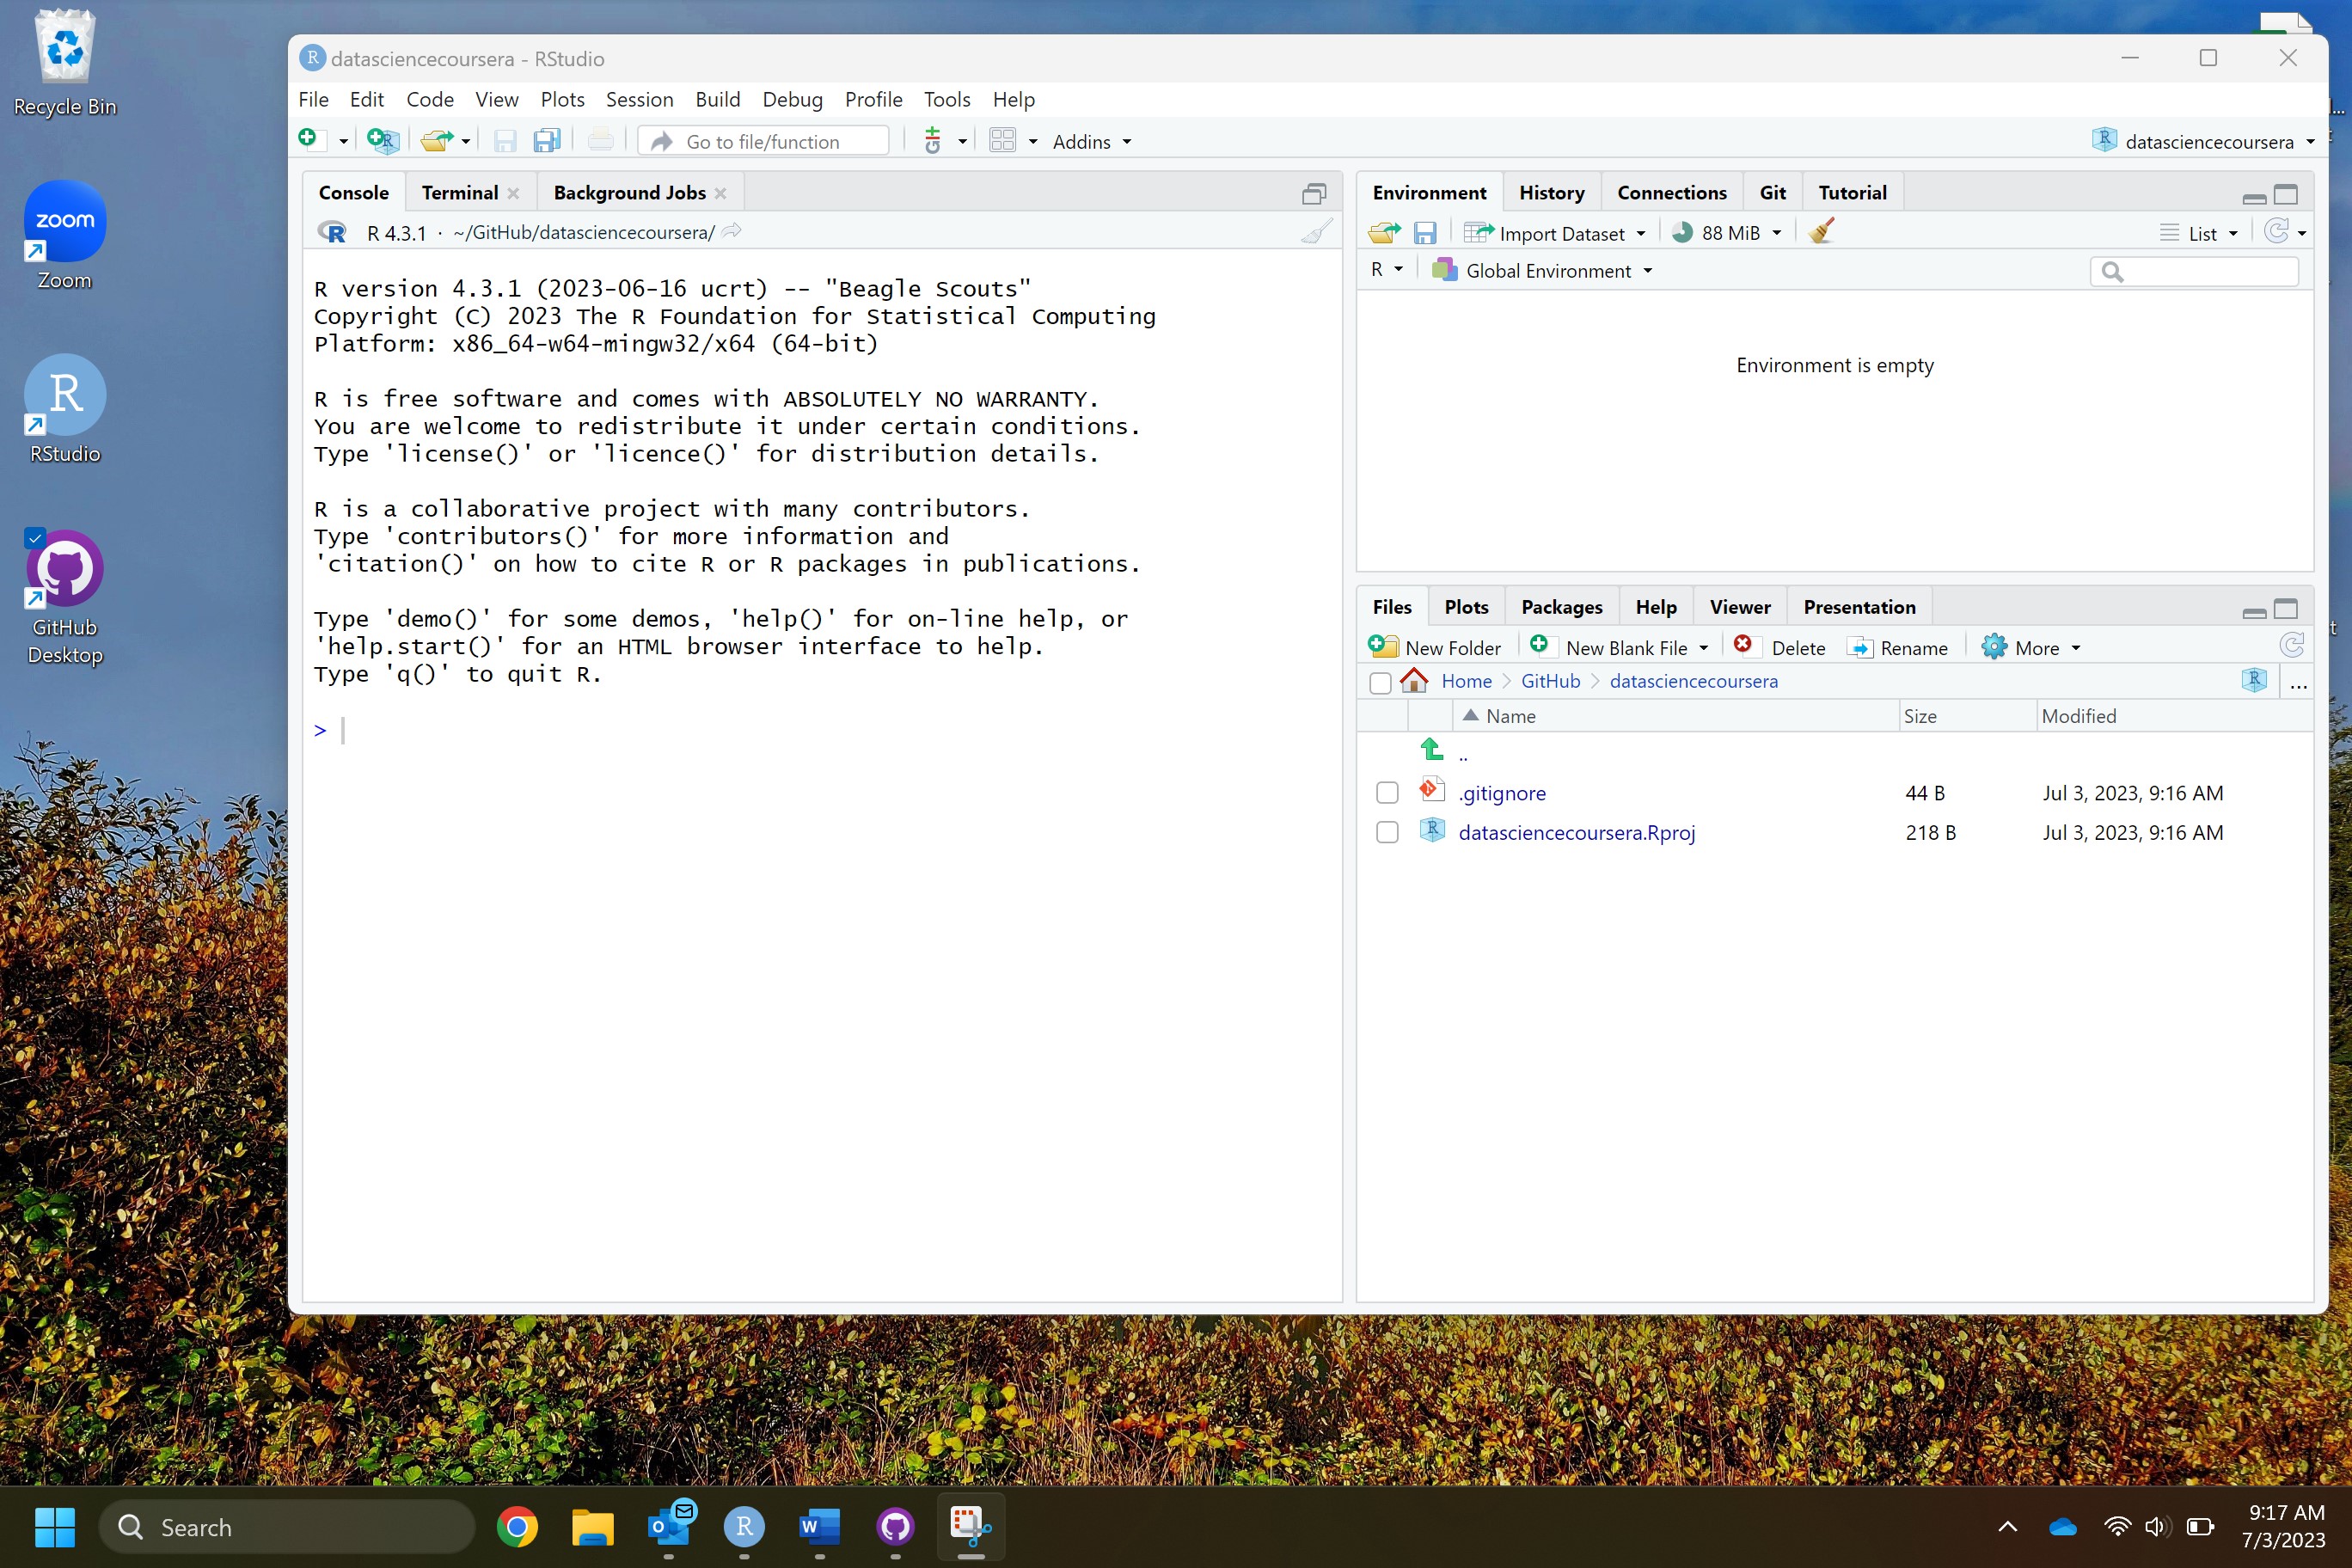 Recycle Bin
zoom
Zoom
R
RStudio
GitHub
Desktop
R datasciencecoursera - RStudio
File Edit Code View Plots Session Build Debug Profile Tools Help
Go to file/function
Git
Addins
R datasciencecoursera
Console Terminal Background Jobs
R R 4.3.1 · ~/GitHub/datasciencecoursera/
R version 4.3.1 (2023-06-16 ucrt) -- "Beagle Scouts"
Copyright (C) 2023 The R Foundation for Statistical Computing
Platform: x86_64-w64-mingw32/x64 (64-bit)
R is free software and comes with ABSOLUTELY NO WARRANTY.
You are welcome to redistribute it under certain conditions.
Type 'license()' or 'licence()' for distribution details.
R is a collaborative project with many contributors.
Type 'contributors()' for more information and
'citation()' on how to cite R or R packages in publications.
Type 'demo()' for some demos, 'help()' for on-line help, or
'help.start()' for an HTML browser interface to help.
Type 'q()' to quit R.
>
Environment History Connections Git Tutorial
Import Dataset 88 MiB List
R Global Environment
Environment is empty
Files Plots Packages Help Viewer Presentation
New Folder New Blank File Delete Rename More
Home GitHub datasciencecoursera R ...
Name Size Modified
..
.gitignore 44 B Jul 3, 2023, 9:16 AM
R datasciencecoursera.Rproj 218 B Jul 3, 2023, 9:16 AM
Search
O
R
W
9:17 AM
7/3/2023